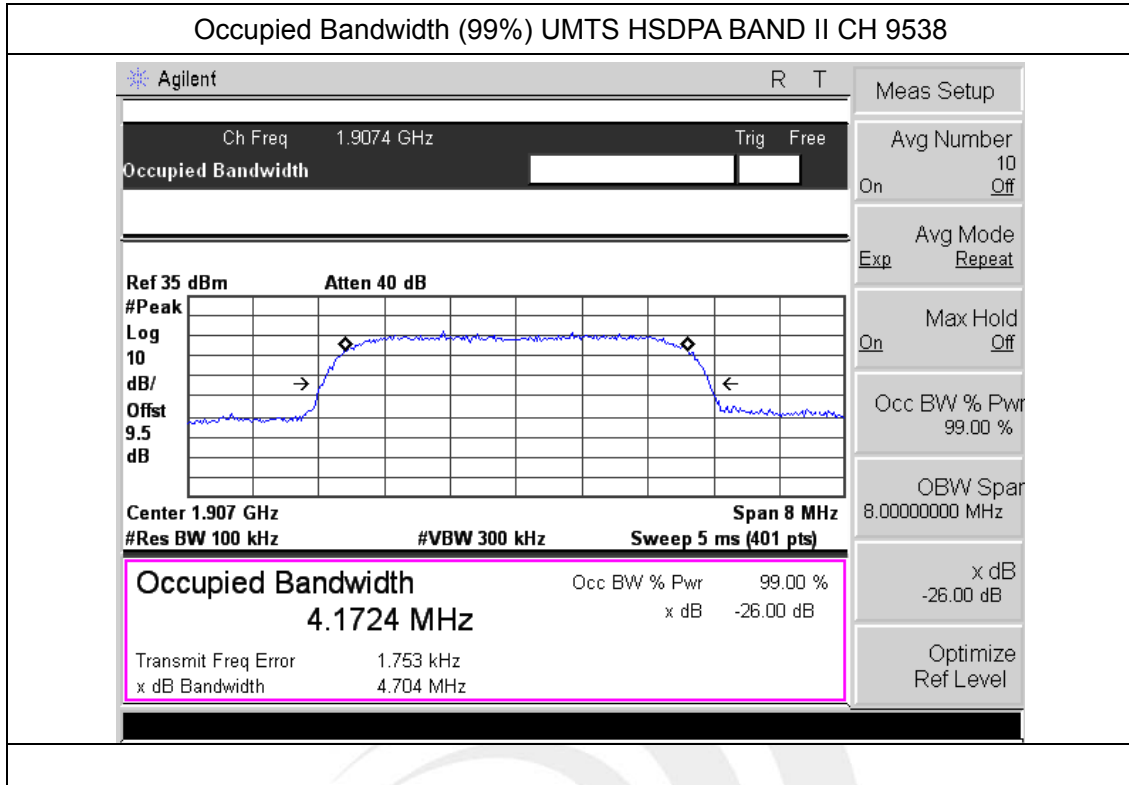 Occupied Bandwidth (99%) UMTS HSDPA BAND II CH 9538
Agilent R T
Ch Freq 1.9074 GHz Trig Free
Occupied Bandwidth
Ref 35 dBm Atten 40 dB
#Peak
Log
10
dB/
Offst
9.5
dB
Center 1.907 GHz Span 8 MHz
#Res BW 100 kHz #VBW 300 kHz Sweep 5 ms (401 pts)
Occupied Bandwidth
4.1724 MHz
Occ BW % Pwr 99.00 %
x dB -26.00 dB
Transmit Freq Error 1.753 kHz
x dB Bandwidth 4.704 MHz
Meas Setup
Avg Number
10
On Off
Avg Mode
Exp Repeat
Max Hold
On Off
Occ BW % Pwr
99.00 %
OBW Span
8.00000000 MHz
x dB
-26.00 dB
Optimize
Ref Level